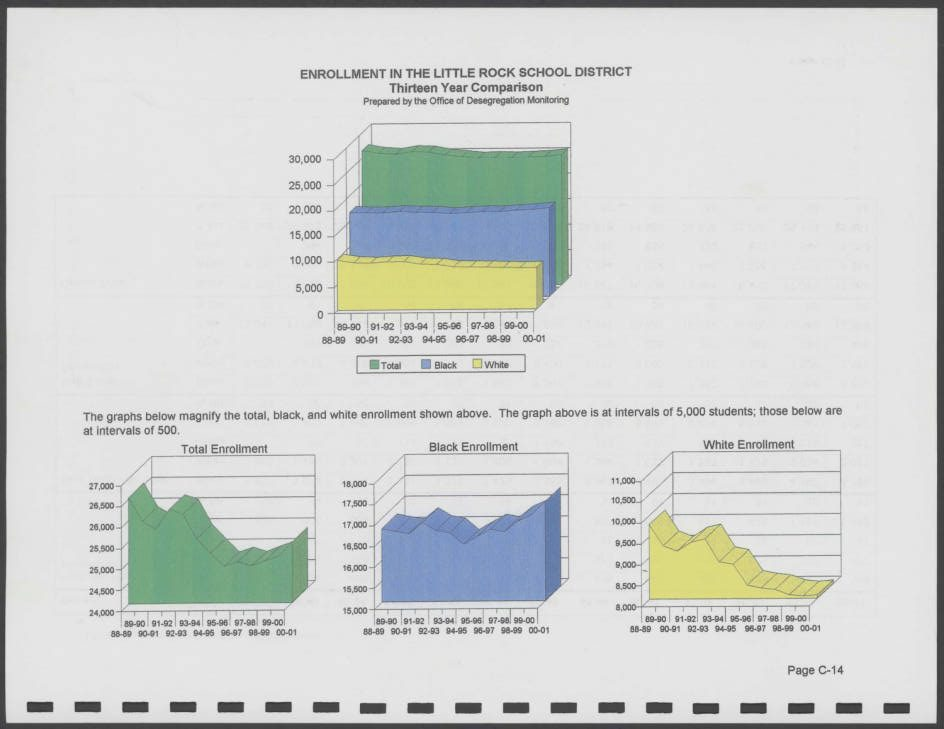 ENROLLMENT IN THE LITTLE ROCK SCHOOL DISTRICT
Thirteen Year Comparison
Prepared by the Office of Desegregation Monitoring
30,000
25,000
20,000
15,000
10,000
5,000
0
89-90 91-92 93-94 95-96 97-98 99-00
88-89 90-91 92-93 94-95 96-97 98-99 00-01
Total Black White
The graphs below magnify the total, black, and white enrollment shown above. The graph above is at intervals of 5,000 students; those below are
at intervals of 500.
Total Enrollment
27,000
26,500
26,000
25,500
25,000
24,500
24,000
89-90 91-92 93-94 95-96 97-98 99-00
88-89 90-91 92-93 94-95 96-97 98-99 00-01
Black Enrollment
18,000
17,500
17,000
16,500
16,000
15,500
15,000
89-90 91-92 93-94 95-96 97-98 99-00
88-89 90-91 92-93 94-95 96-97 98-99 00-01
White Enrollment
11,000
10,500
10,000
9,500
9,000
8,500
8,000
89-90 91-92 93-94 95-96 97-98 99-00
88-89 90-91 92-93 94-95 96-97 98-99 00-01
Page C-14